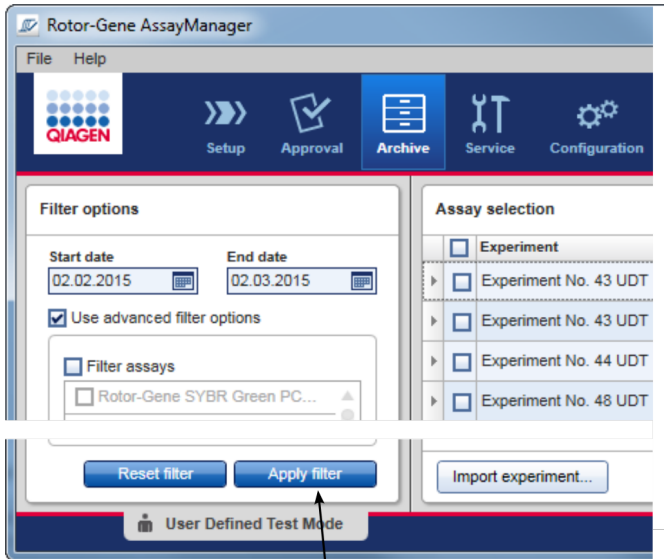 Rotor-Gene AssayManager
File Help
QIAGEN
Setup Approval Archive Service Configuration
Filter options
Start date End date
02.02.2015 02.03.2015
Use advanced filter options
Filter assays
Rotor-Gene SYBR Green PC...
Reset filter Apply filter
User Defined Test Mode
Assay selection
Experiment
Experiment No. 43 UDT
Experiment No. 43 UDT
Experiment No. 44 UDT
Experiment No. 48 UDT
Import experiment...